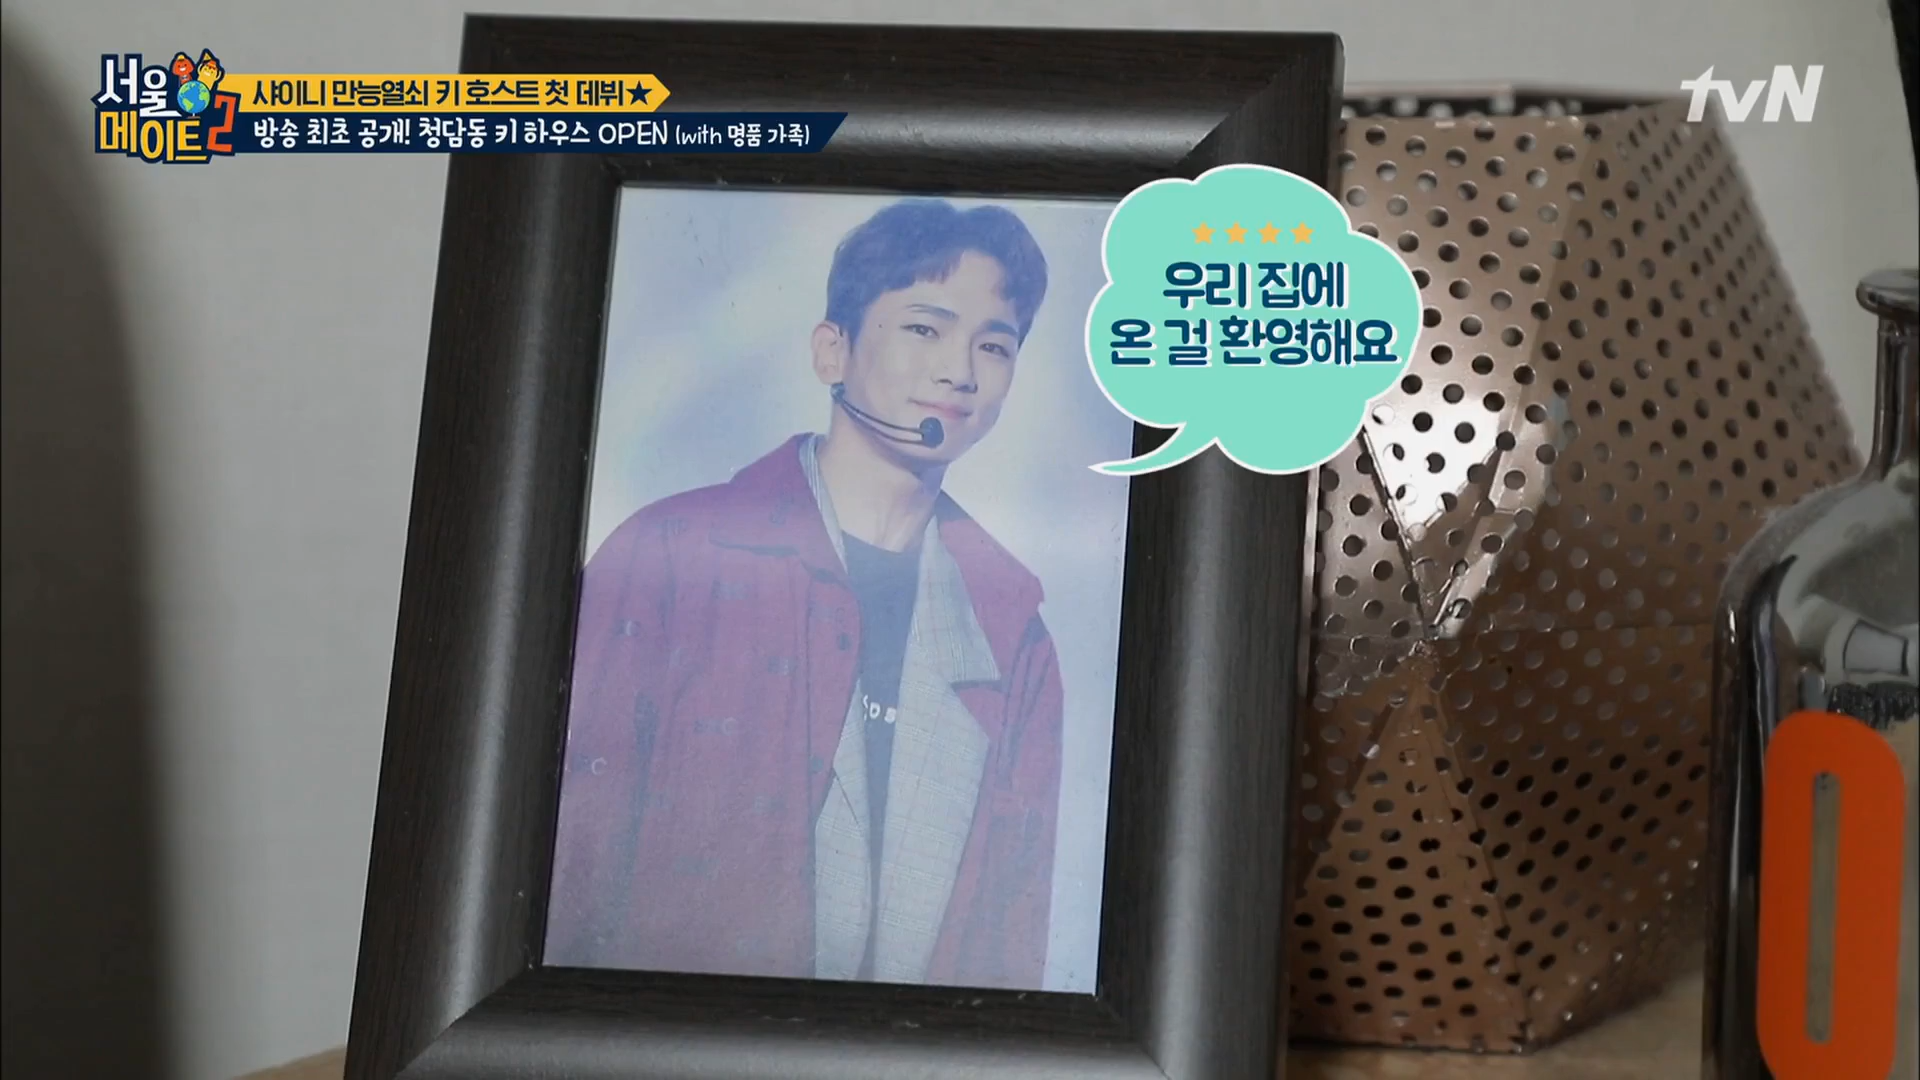 서울
메이트2
샤이니 만능열쇠 키 호스트 첫 데뷔★
방송 최초 공개! 청담동 키 하우스 OPEN (with 명품 가족)
tvN
★★★★
우리 집에
온 걸 환영해요